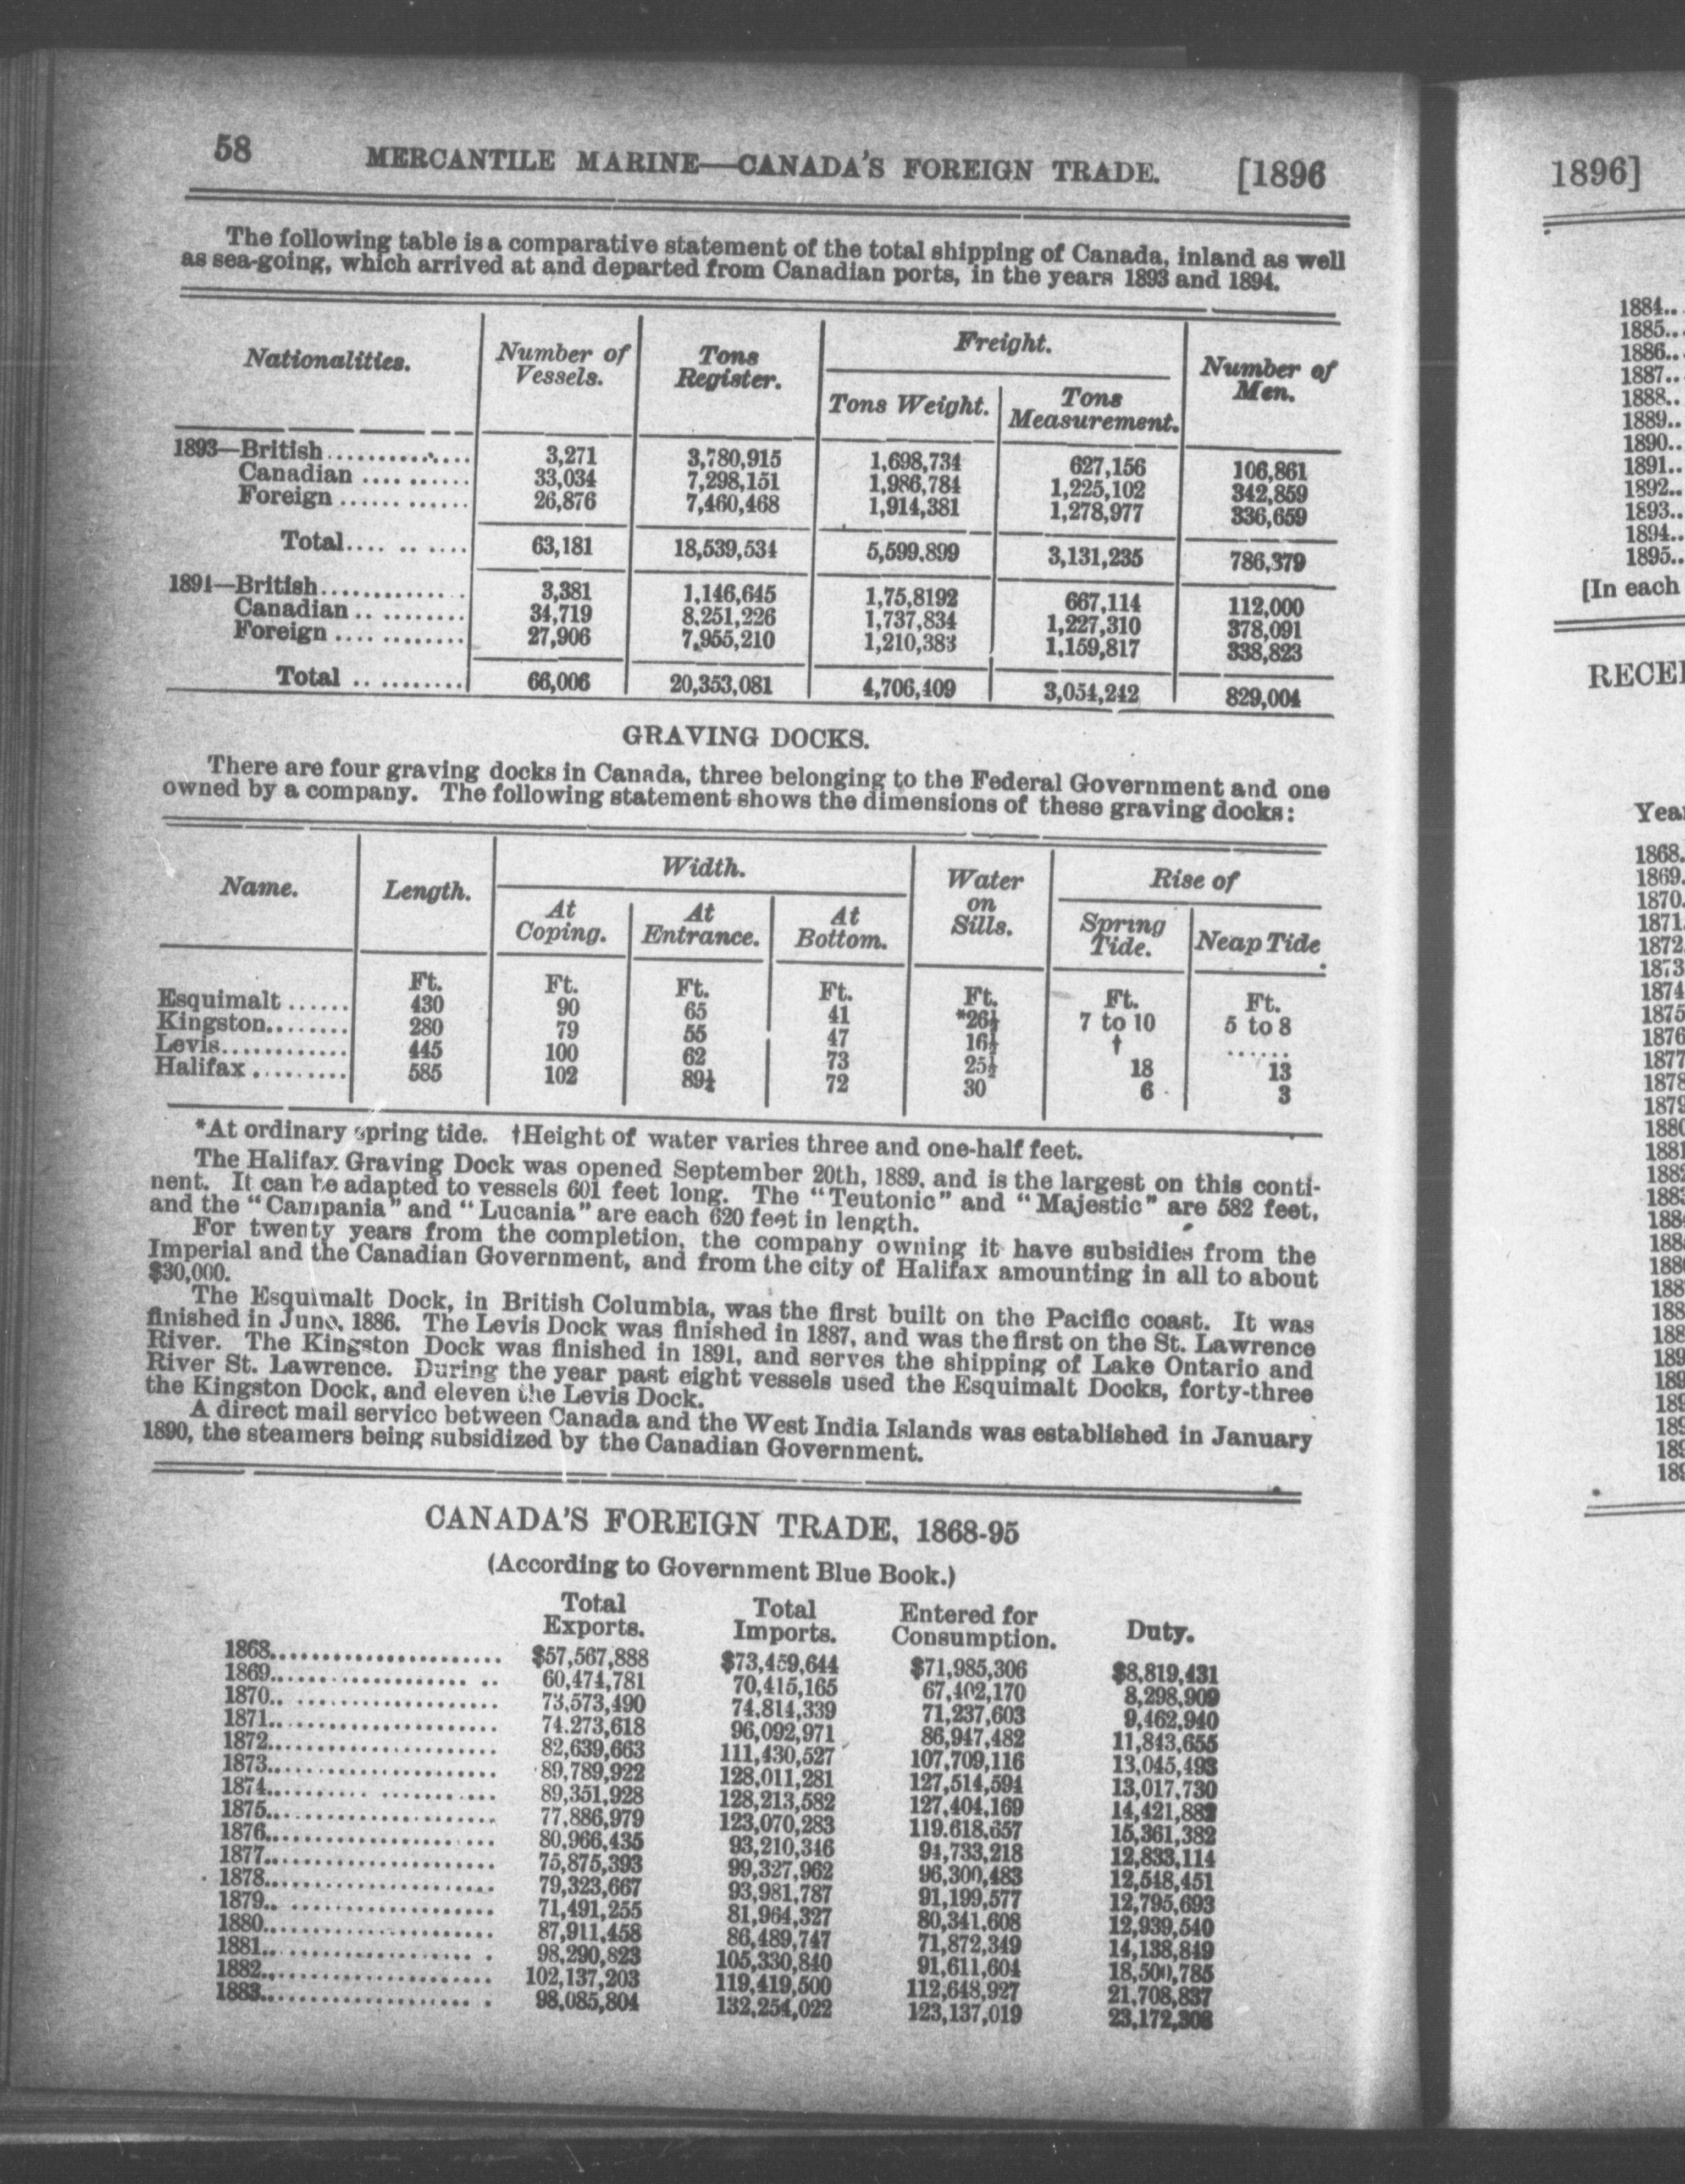 58 MERCANTILE MARINE—CANADA'S FOREIGN TRADE. [1896
The following table is a comparative statement of the total shipping of Canada, inland as well
as sea-going, which arrived at and departed from Canadian ports, in the years 1893 and 1894.
Nationalities. Number of Vessels. Tons Register. Freight. Number of Men.
Tons Weight. Tons Measurement.
1893—British.............. 3,271 3,780,915 1,698,734 627,156 106,861
Canadian .... ...... 33,034 7,298,151 1,986,784 1,225,102 342,859
Foreign ...... ...... 26,876 7,460,468 1,914,381 1,278,977 336,659
Total.... .. .... 63,181 18,539,534 5,599.899 3,131,235 786,379
1894—British.............. 3,381 1,146,645 1,75,8192 667,114 112,000
Canadian .. ......... 34,719 8,251,226 1,737,834 1,227,310 378,091
Foreign .... ......... 27,906 7,955,210 1,210,383 1,159,817 338,823
Total .. ......... 66,006 20,353,081 4,706,409 3,054,242 829,004
GRAVING DOCKS.
There are four graving docks in Canada, three belonging to the Federal Government and one
owned by a company. The following statement shows the dimensions of these graving docks:
Name. Length. Width. Water on Sills. Rise of
At Coping. At Entrance. At Bottom. Spring Tide. Neap Tide.
Ft. Ft. Ft. Ft. Ft. Ft. Ft.
Esquimalt ...... 430 90 65 41 *26½ 7 to 10 5 to 8
Kingston........ 280 79 55 47 16½ † ......
Levis............ 445 100 62 73 25½ 18 13
Halifax ......... 585 102 89¼ 72 30 6 3
*At ordinary spring tide. †Height of water varies three and one-half feet.
The Halifax Graving Dock was opened September 20th, 1889, and is the largest on this conti-
nent. It can be adapted to vessels 601 feet long. The "Teutonic" and "Majestic" are 582 feet,
and the "Campania" and "Lucania" are each 620 feet in length.
For twenty years from the completion, the company owning it have subsidies from the
Imperial and the Canadian Government, and from the city of Halifax amounting in all to about
$30,000.
The Esquimalt Dock, in British Columbia, was the first built on the Pacific coast. It was
finished in June, 1886. The Levis Dock was finished in 1887, and was the first on the St. Lawrence
River. The Kingston Dock was finished in 1891, and serves the shipping of Lake Ontario and
River St. Lawrence. During the year past eight vessels used the Esquimalt Docks, forty-three
the Kingston Dock, and eleven the Levis Dock.
A direct mail service between Canada and the West India Islands was established in January
1890, the steamers being subsidized by the Canadian Government.
CANADA'S FOREIGN TRADE, 1868-95
(According to Government Blue Book.)
Total Exports. Total Imports. Entered for Consumption. Duty.
1868....................... $57,567,888 $73,459,644 $71,985,306 $8,819,431
1869................... .. 60,474,781 70,415,165 67,402,170 8,298,909
1870.. .................... 73,573,490 74,814,339 71,237,603 9,462,940
1871....................... 74.273,618 96,092,971 86,947,482 11,843,655
1872....................... 82,639,663 111,430,527 107,709,116 13,045,493
1873....................... 89,789,922 128,011,281 127,514,594 13,017,730
1874.......... .......... 89,351,928 128,213,582 127,404,169 14,421,882
1875....................... 77,886,979 123,070,283 119.618,657 15,361,382
1876....................... 80,966,435 93,210,346 94,733,218 12,833,114
1877....................... 75,875,393 99,327,962 96,300,483 12,548,451
1878....................... 79,323,667 93,981,787 91,199,577 12,795,693
1879.. .................... 71,491,255 81,964,327 80,341,608 12,939,540
1880....................... 87,911,458 86,489,747 71,872,349 14,138,849
1881.................... . 98,290,823 105,330,840 91,611,604 18,500,785
1882....................... 102,137,203 119,419,500 112,648,927 21,708,837
1883.................... . 98,085,804 132,254,022 123,137,019 23,172,308
1896]
1884..
1885..
1886..
1887..
1888..
1889..
1890..
1891..
1892..
1893..
1894..
1895..
[In each
1868.
1869.
1870.
1871.
1872
1873
1874
1875
1876
1877